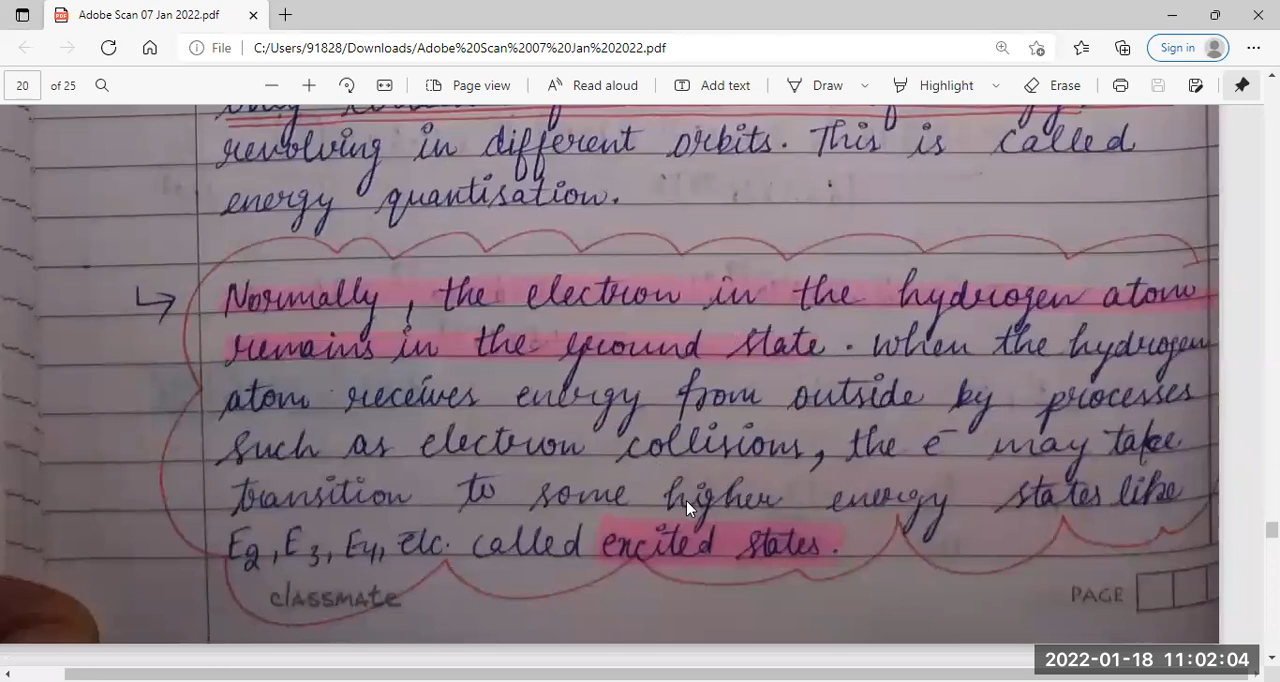 Adobe Scan 07 Jan 2022.pdf
File C:/Users/91828/Downloads/Adobe%20Scan%2007%20Jan%202022.pdf Sign in
20 of 25 Page view Read aloud Add text Draw Highlight Erase
revolving in different orbits. This is called
energy quantisation.
Normally, the electron in the hydrogen atom
remains in the ground state. When the hydrogen
atom receives energy from outside by processes
such as electron collisions, the e⁻ may take
transition to some higher energy states like
E2, E3, E4, etc. called excited states.
classmate PAGE
2022-01-18 11:02:04